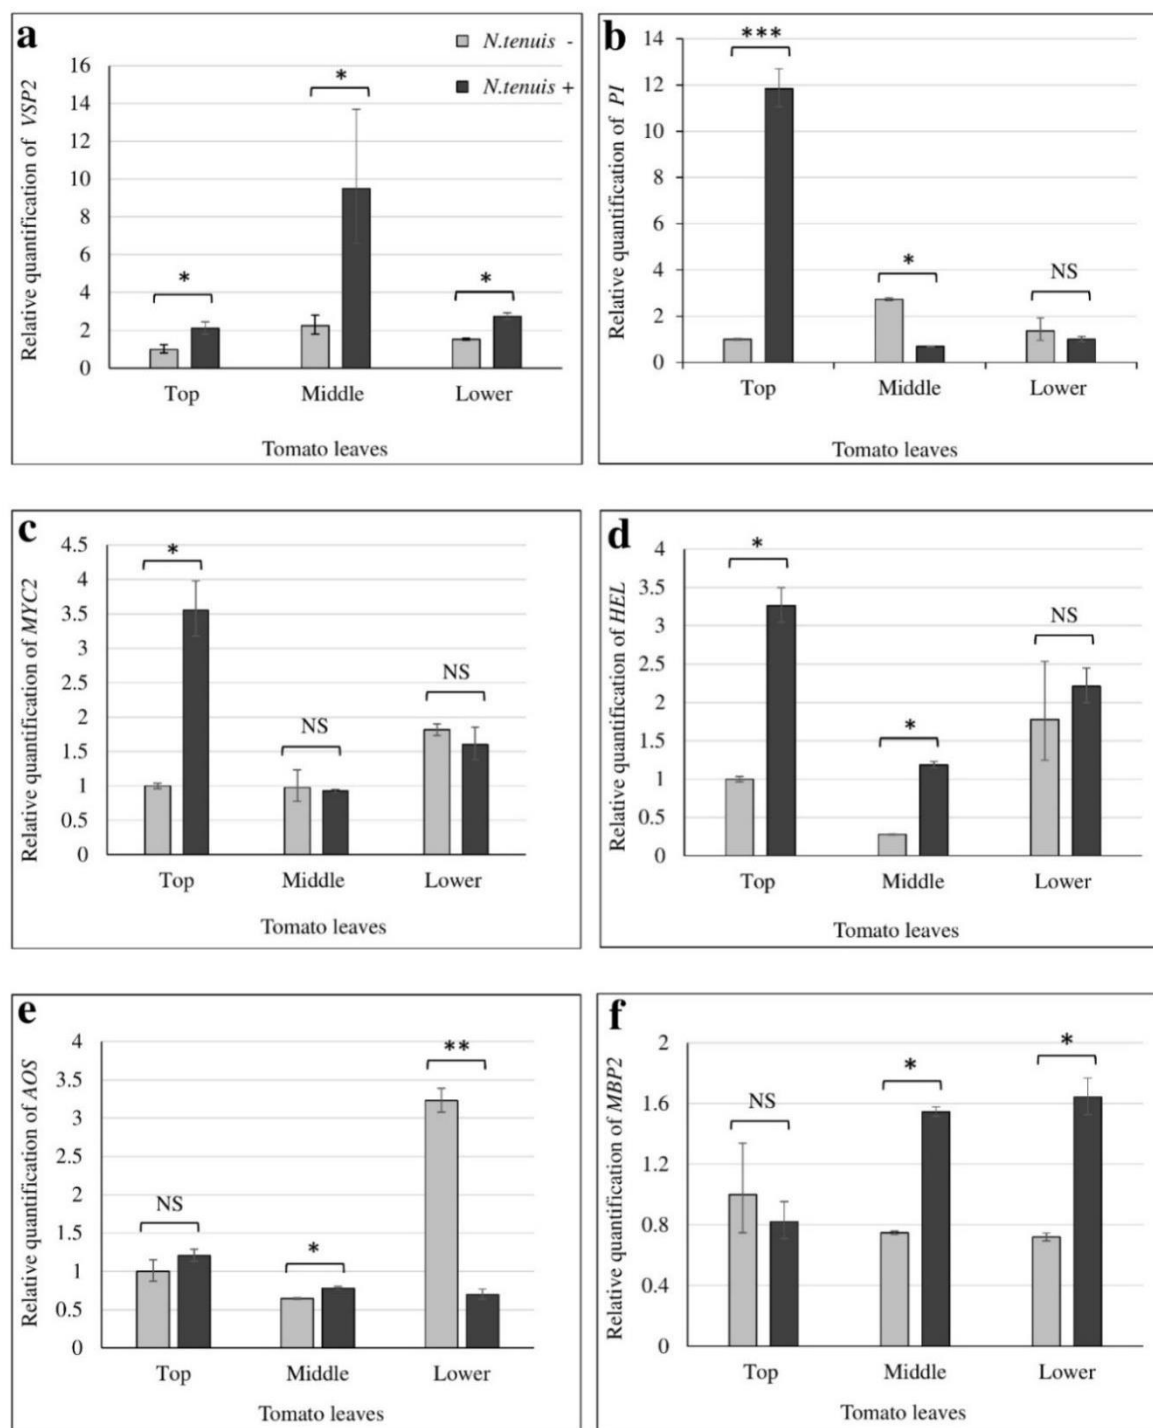 a
N.tenuis -
N.tenuis +
Relative quantification of VSP2
16
14
12
10
8
6
4
2
0
*
*
*
Top Middle Lower
Tomato leaves
b
Relative quantification of PI
14
12
10
8
6
4
2
0
***
*
NS
Top Middle Lower
Tomato leaves
c
Relative quantification of MYC2
4.5
4
3.5
3
2.5
2
1.5
1
0.5
0
*
NS
NS
Top Middle Lower
Tomato leaves
d
Relative quantification of HEL
4
3.5
3
2.5
2
1.5
1
0.5
0
*
*
NS
Top Middle Lower
Tomato leaves
e
Relative quantification of AOS
4
3.5
3
2.5
2
1.5
1
0.5
0
NS
*
**
Top Middle Lower
Tomato leaves
f
Relative quantification of MBP2
2
1.6
1.2
0.8
0.4
0
NS
*
*
Top Middle Lower
Tomato leaves